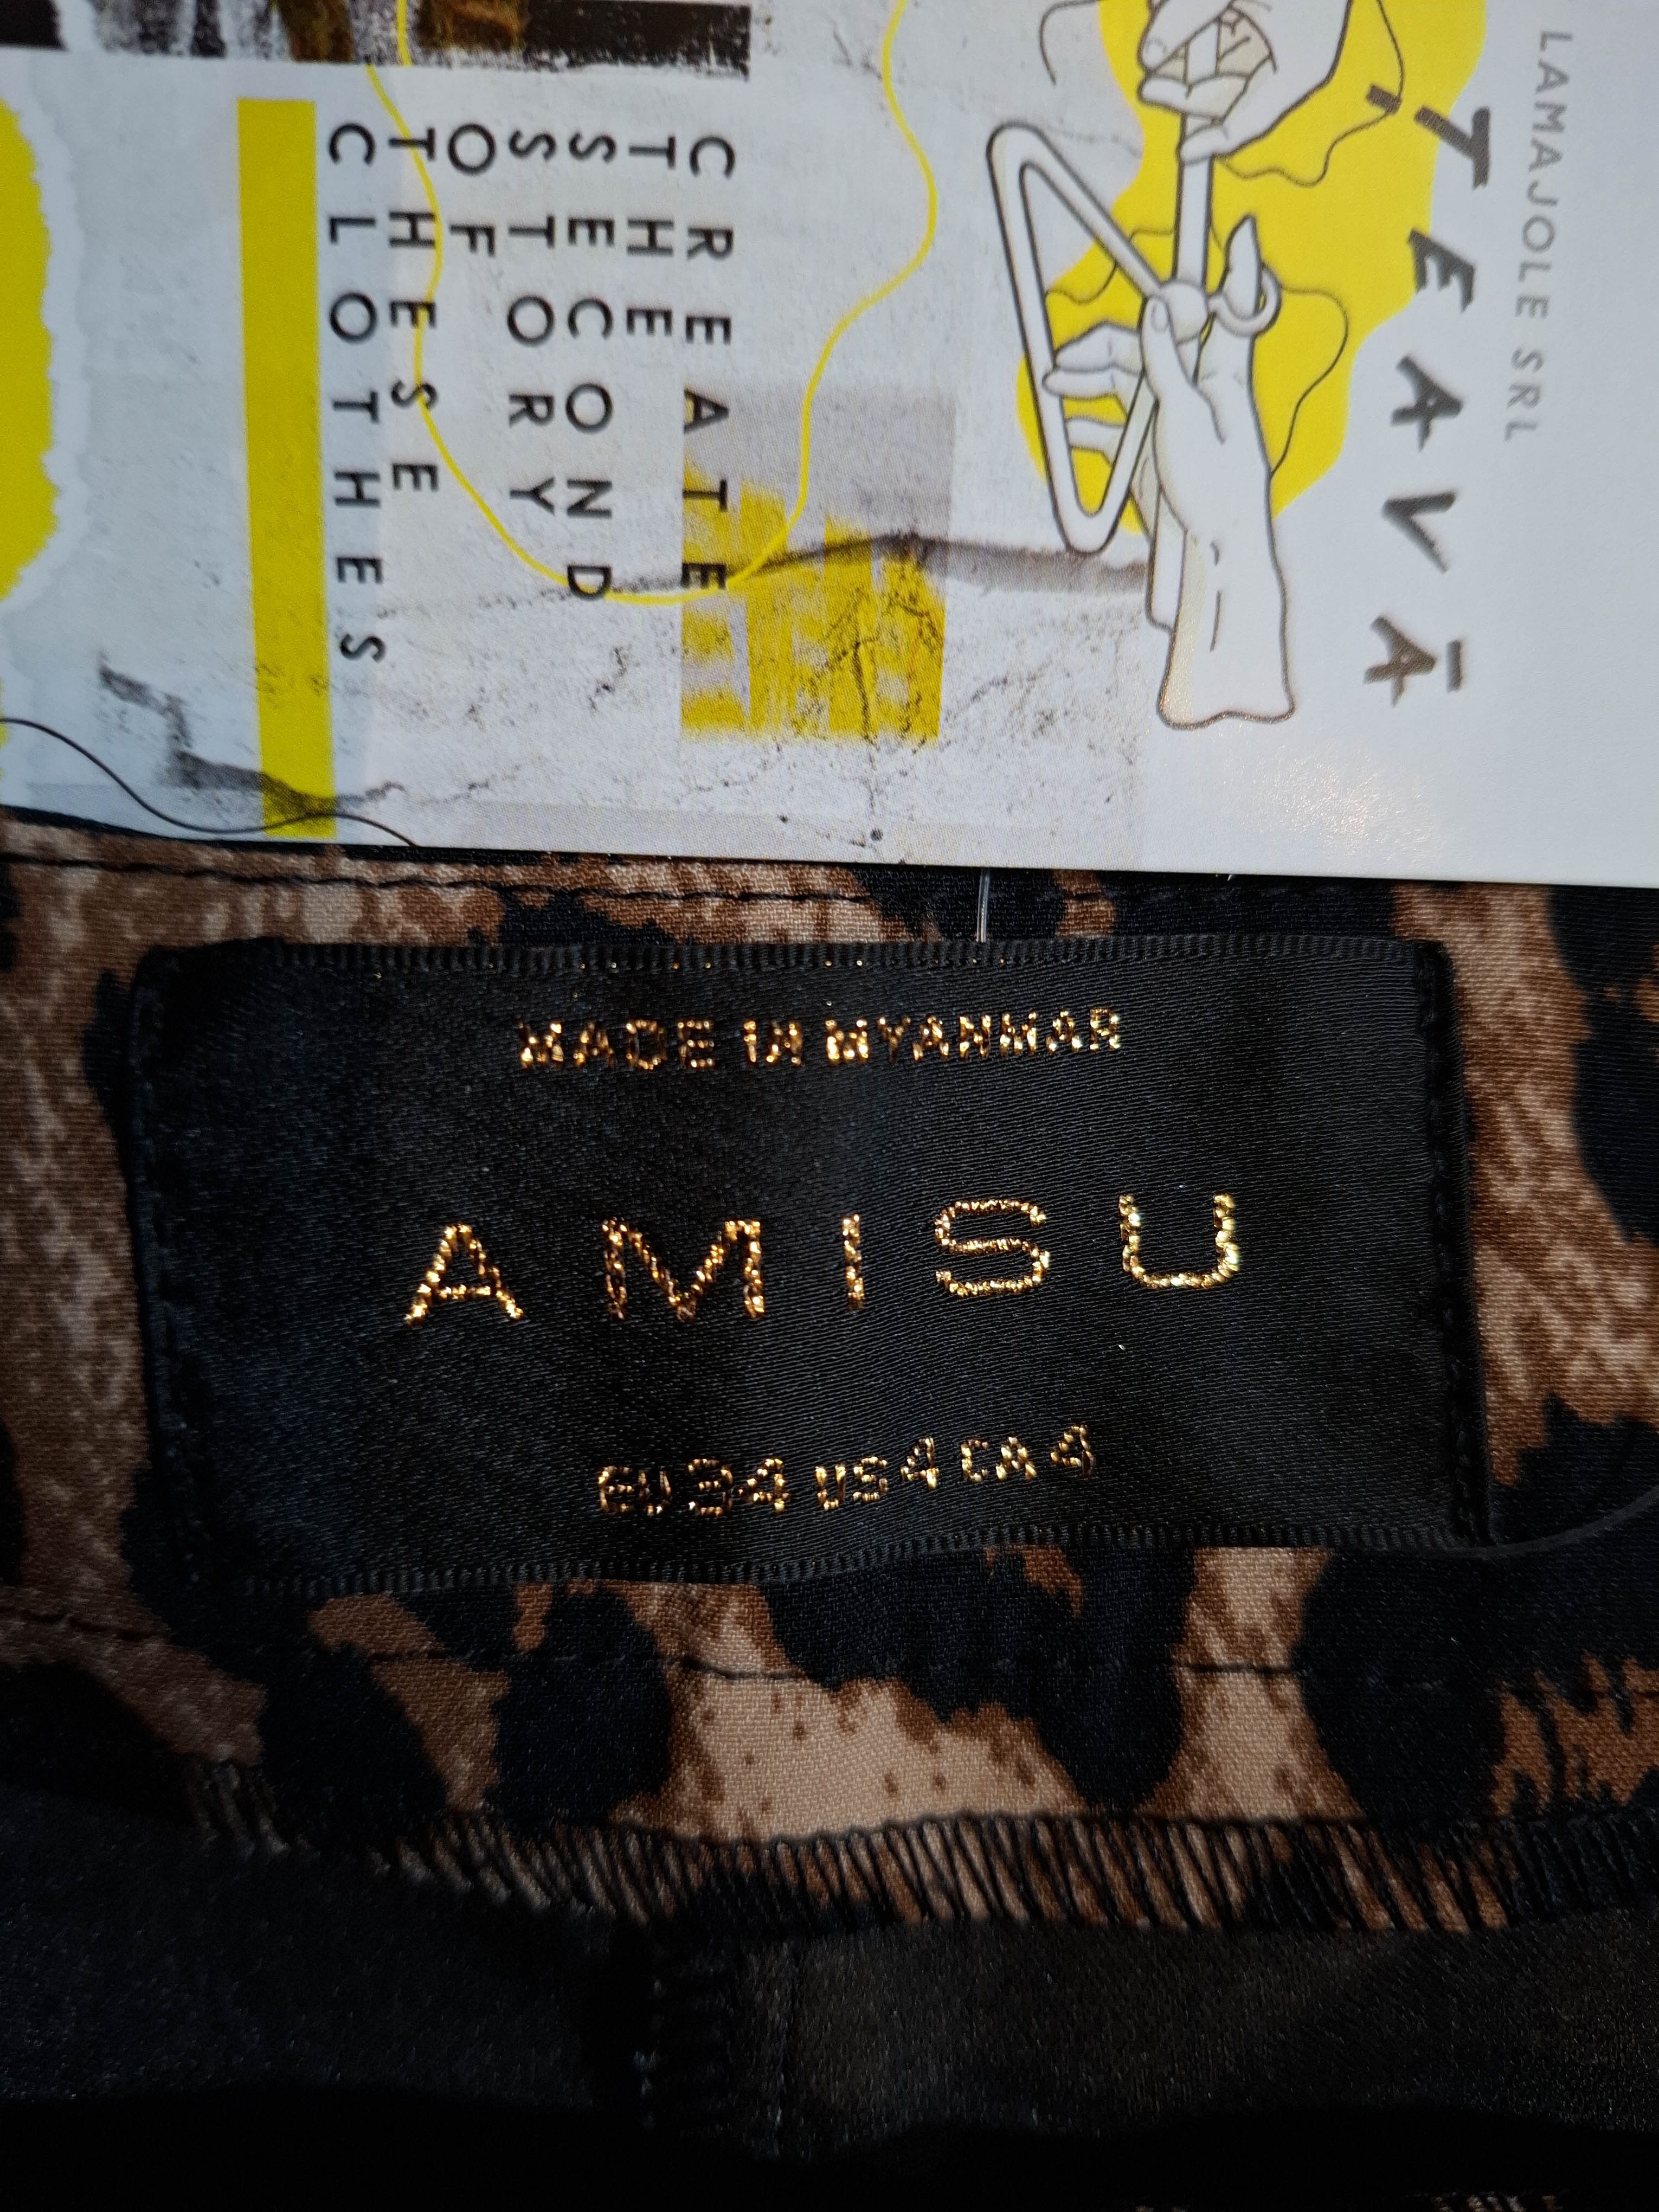 LAMAJOLE SRL
TEAVĀ
CREATE
THE
SECOND
STORY
OF
THESE
CLOTHES
MADE IN MYANMAR
AMISU
EU 34 US 4 CA 4